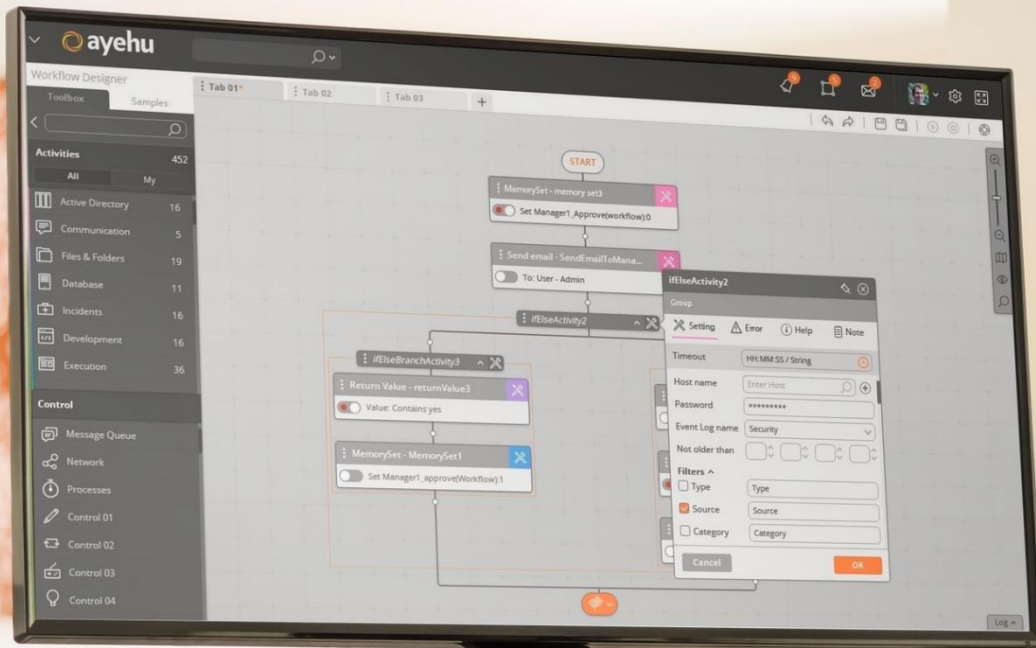 ayehu
Workflow Designer
Toolbox
Samples
Tab 01*
Tab 02
Tab 03
+
Activities 452
All My
Active Directory 16
Communication 5
Files & Folders 19
Database 11
Incidents 16
Development 16
Execution 36
Control
Message Queue
Network
Processes
Control 01
Control 02
Control 03
Control 04
START
MemorySet - memory set3
Set Manager1_Approve(workflow):0
Send email - SendEmailToMana...
To: User - Admin
ifElseActivity2
ifElseBranchActivity3
Return Value - returnValue3
Value: Contains yes
MemorySet - MemorySet1
Set Manager1_approve(Workflow):1
ifElseActivity2
Group
Setting Error Help Note
Timeout HH:MM:SS / String
Host name Enter Host
Password *********
Event Log name Security
Not older than
Filters
Type Type
Source Source
Category Category
Cancel OK
Log